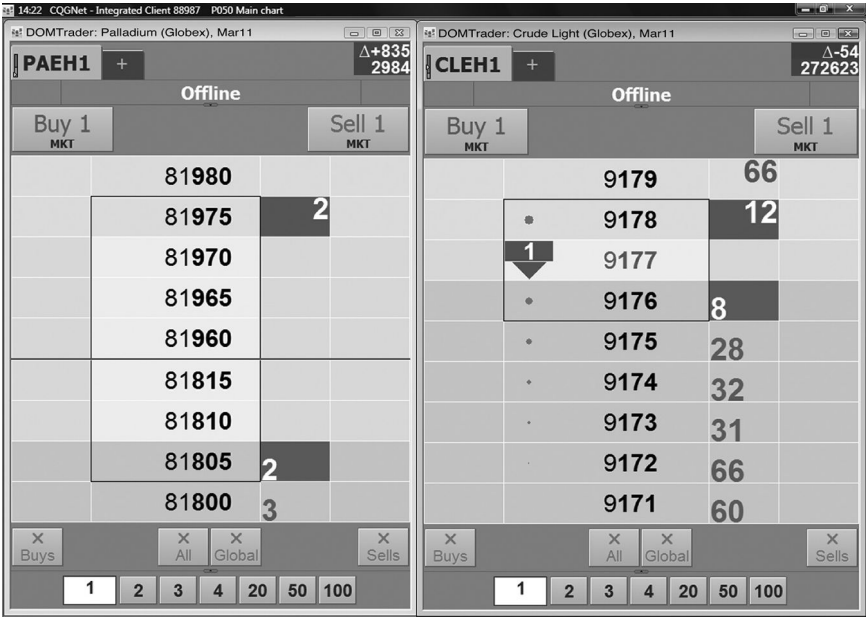 14:22 CQGNet - Integrated Client 88987 P050 Main chart
DOMTrader: Palladium (Globex), Mar11
PAEH1
+
Δ+835
2984
Offline
Buy 1
MKT
Sell 1
MKT
81980
81975 2
81970
81965
81960
81815
81810
81805 2
81800 3
X
Buys
X
All
X
Global
X
Sells
1 2 3 4 20 50 100
DOMTrader: Crude Light (Globex), Mar11
CLEH1
+
Δ-54
272623
Offline
Buy 1
MKT
Sell 1
MKT
9179 66
9178 12
1 9177
9176 8
9175 28
9174 32
9173 31
9172 66
9171 60
X
Buys
X
All
X
Global
X
Sells
1 2 3 4 20 50 100